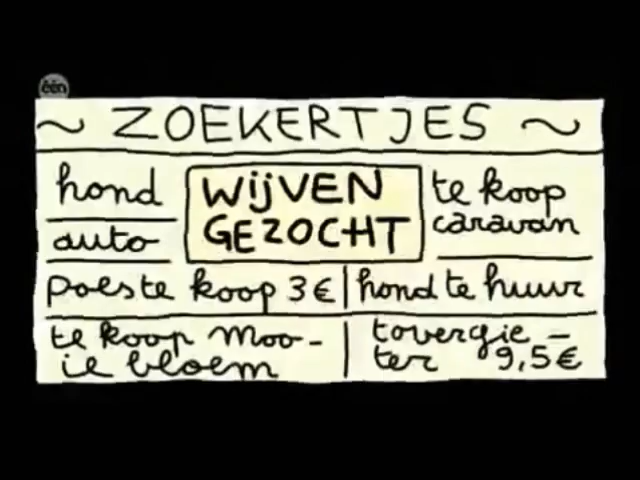 één
~ ZOEKERTJES ~
hond
auto
WIJVEN
GEZOCHT
te koop
caravan
poes te koop 3€
hond te huur
te koop moo-
ie bloem
tovergie-
ter 9,5€